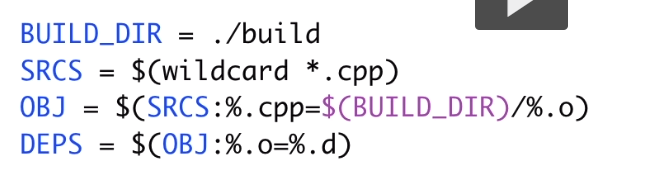 BUILD_DIR = ./build
SRCS = $(wildcard *.cpp)
OBJ = $(SRCS:%.cpp=$(BUILD_DIR)/%.o)
DEPS = $(OBJ:%.o=%.d)